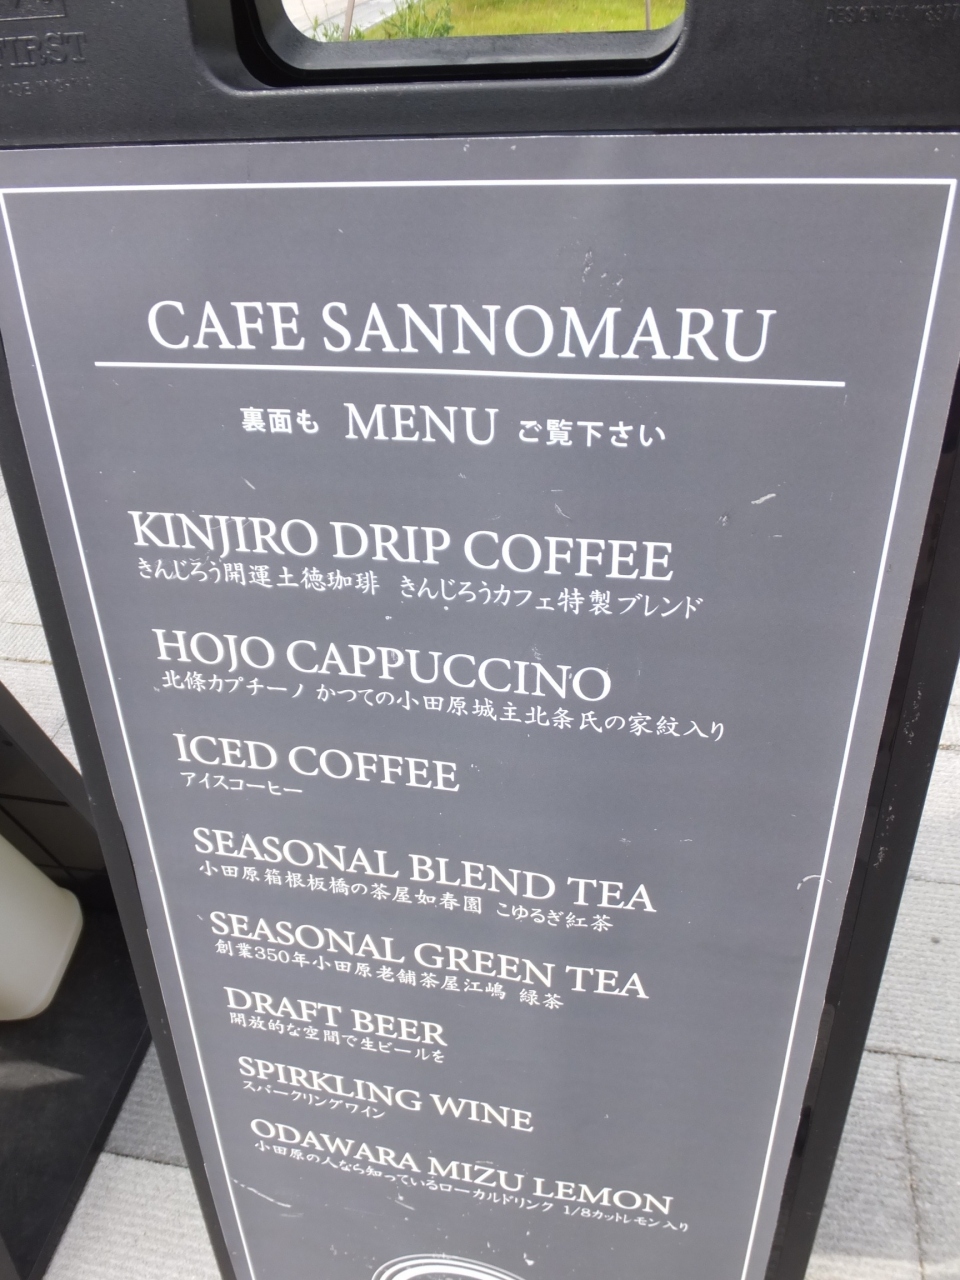 FIRST
CAFE SANNOMARU
裏面も MENU ご覧下さい
KINJIRO DRIP COFFEE
きんじろう開運土徳珈琲 きんじろうカフェ特製ブレンド
HOJO CAPPUCCINO
北條カプチーノ かつての小田原城主北条氏の家紋入り
ICED COFFEE
アイスコーヒー
SEASONAL BLEND TEA
小田原箱根板橋の茶屋如春園 こゆるぎ紅茶
SEASONAL GREEN TEA
創業350年小田原老舗茶屋江嶋 緑茶
DRAFT BEER
開放的な空間で生ビールを
SPIRKLING WINE
スパークリングワイン
ODAWARA MIZU LEMON
小田原の人なら知っているローカルドリンク 1/8カットレモン入り